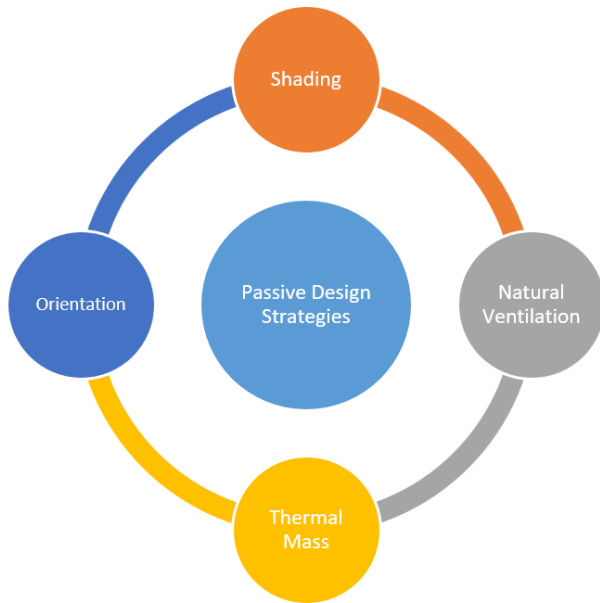 Shading
Orientation
Passive Design
Strategies
Natural
Ventilation
Thermal
Mass